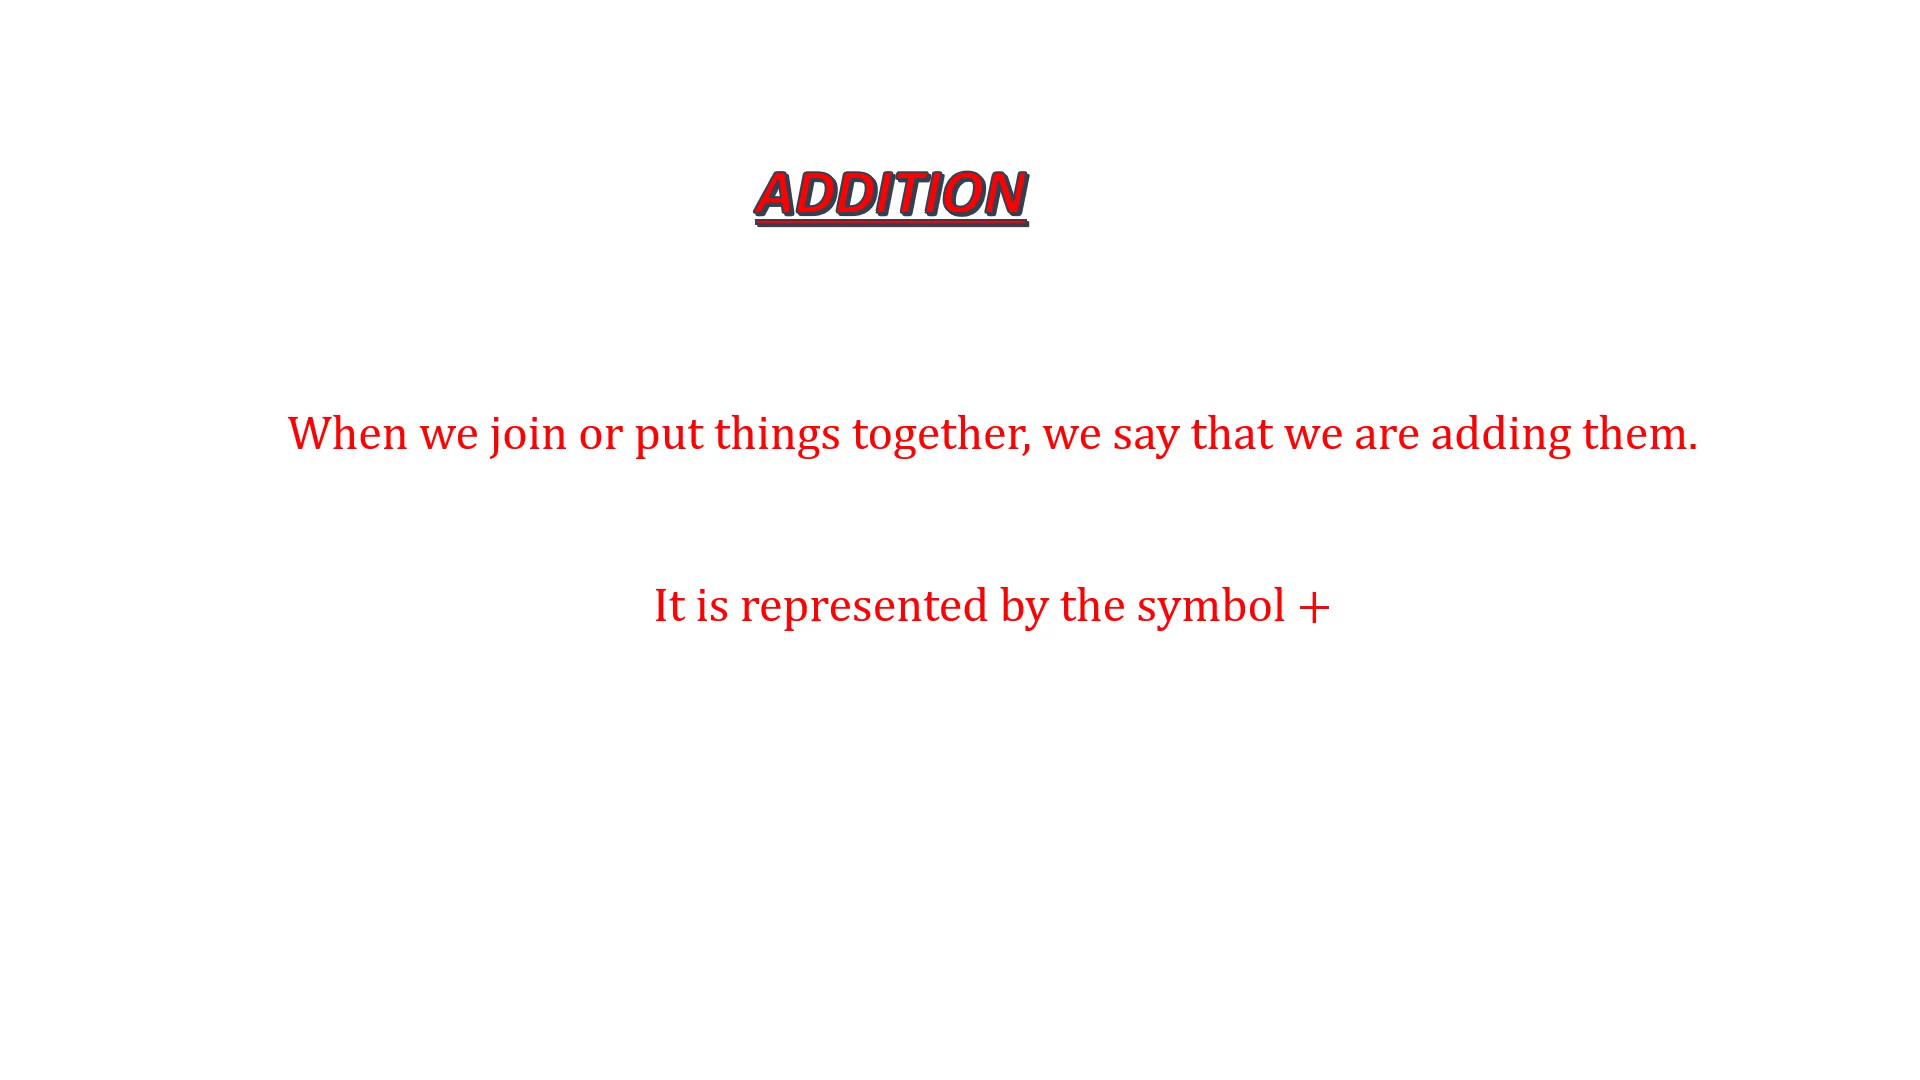 ADDITION
When we join or put things together, we say that we are adding them.
It is represented by the symbol +